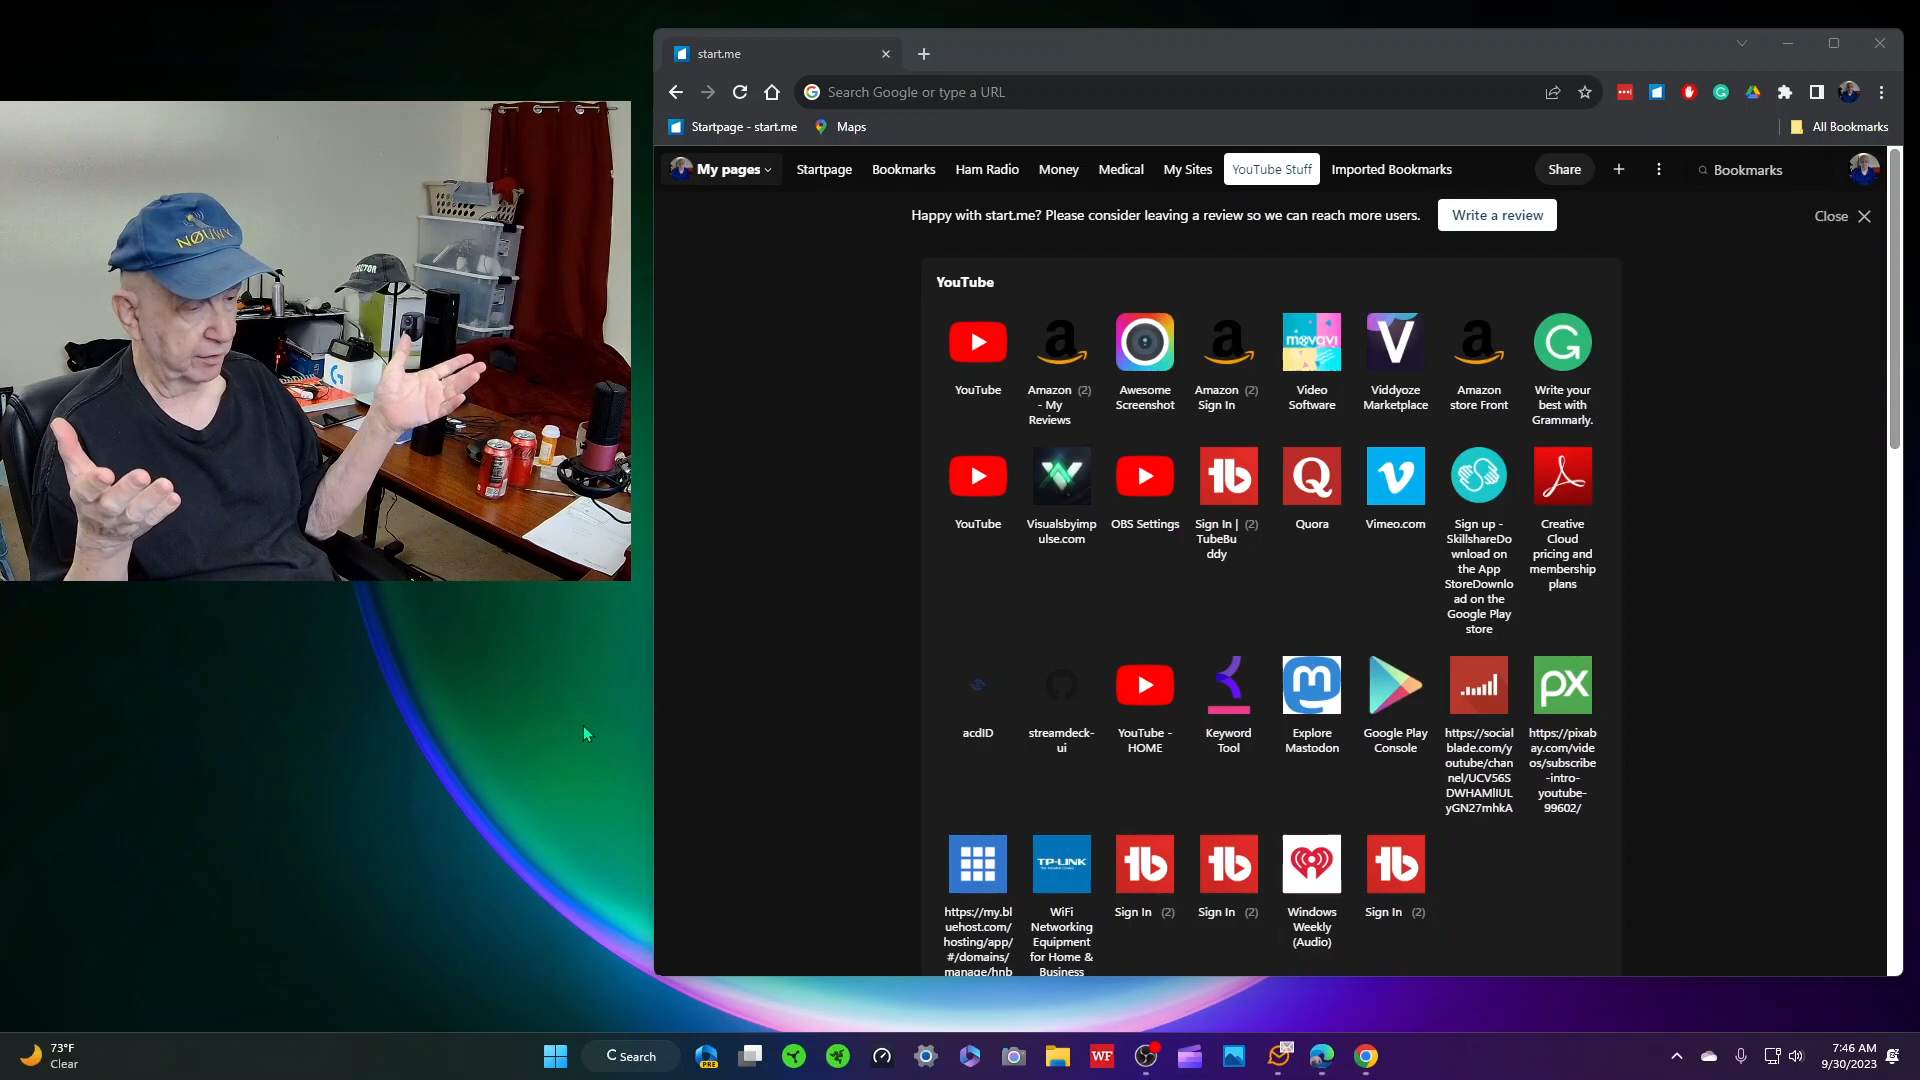 start.me
Search Google or type a URL
Startpage - start.me
Maps
All Bookmarks
My pages
Startpage
Bookmarks
Ham Radio
Money
Medical
My Sites
YouTube Stuff
Imported Bookmarks
Share
Bookmarks
Happy with start.me? Please consider leaving a review so we can reach more users.
Write a review
Close
NØUWX
YouTube
movavi
V
G
YouTube
Amazon (2)
- My
Reviews
Awesome
Screenshot
Amazon (2)
Sign In
Video
Software
Viddyoze
Marketplace
Amazon
store Front
Write your
best with
Grammarly.
YouTube
Visualsbyimp
ulse.com
OBS Settings
Sign In | (2)
TubeBu
ddy
Quora
Vimeo.com
Sign up -
SkillshareDo
wnload on
the App
StoreDownlo
ad on the
Google Play
store
Creative
Cloud
pricing and
membership
plans
px
acdID
streamdeck-
ui
YouTube -
HOME
Keyword
Tool
Explore
Mastodon
Google Play
Console
https://social
blade.com/y
outube/chan
nel/UCV56S
DWHAMlIUL
yGN27mhkA
https://pixab
ay.com/vide
os/subscribe
-intro-
youtube-
99602/
TP-LINK
https://my.bl
uehost.com/
hosting/app/
#/domains/
manage/hnb
WiFi
Networking
Equipment
for Home &
Business
Sign In (2)
Sign In (2)
Windows
Weekly
(Audio)
Sign In (2)
73°F
Clear
Search
PRE
WF
7:46 AM
9/30/2023